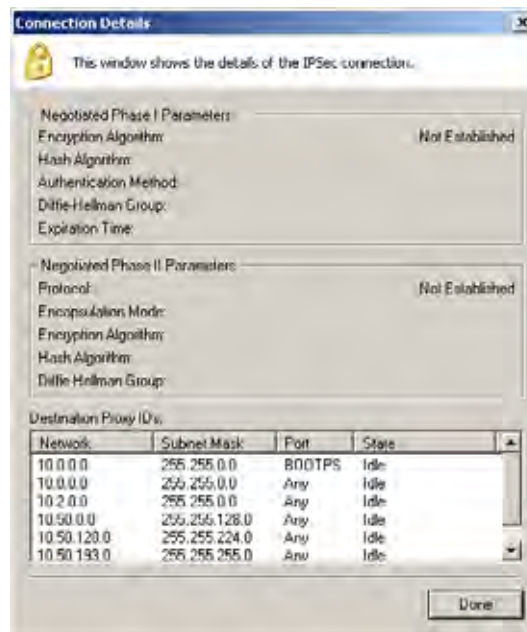 Connection Details
This window shows the details of the IPSec connection.
Negotiated Phase I Parameters
Encryption Algorithm: Not Established
Hash Algorithm:
Authentication Method:
Diffie-Hellman Group:
Expiration Time:
Negotiated Phase II Parameters
Protocol: Not Established
Encapsulation Mode:
Encryption Algorithm:
Hash Algorithm:
Diffie-Hellman Group:
Destination Proxy IDs:
Network Subnet Mask Port State
10.0.0.0 255.255.0.0 BOOTPS Idle
10.0.0.0 255.255.0.0 Any Idle
10.2.0.0 255.255.0.0 Any Idle
10.50.0.0 255.255.128.0 Any Idle
10.50.128.0 255.255.224.0 Any Idle
10.50.193.0 255.255.255.0 Any Idle
Done